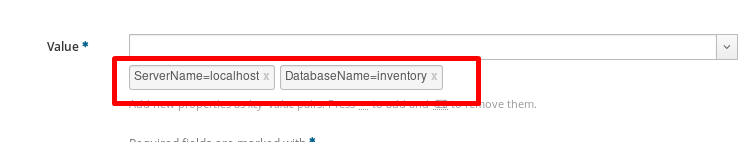 Value *
ServerName=localhost x DatabaseName=inventory x
Add new properties as key=value pairs. Press to add and to remove them.
Required fields are marked with *